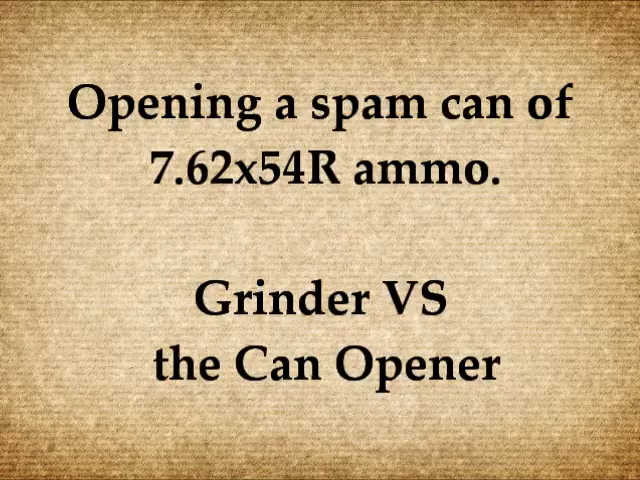 Opening a spam can of
7.62x54R ammo.
Grinder VS
the Can Opener